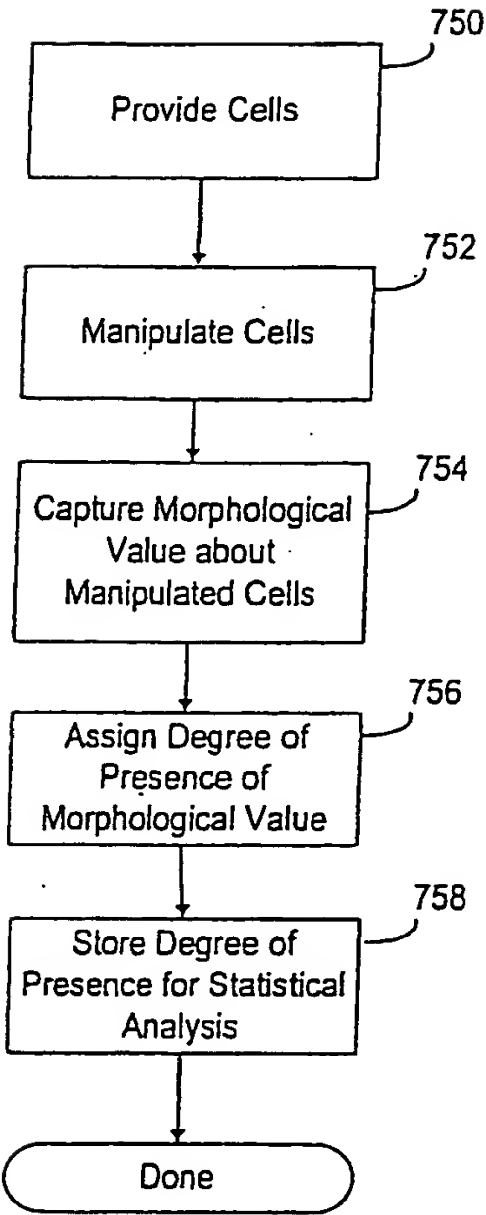 750
Provide Cells
752
Manipulate Cells
754
Capture Morphological
Value about
Manipulated Cells
756
Assign Degree of
Presence of
Morphological Value
758
Store Degree of
Presence for Statistical
Analysis
Done